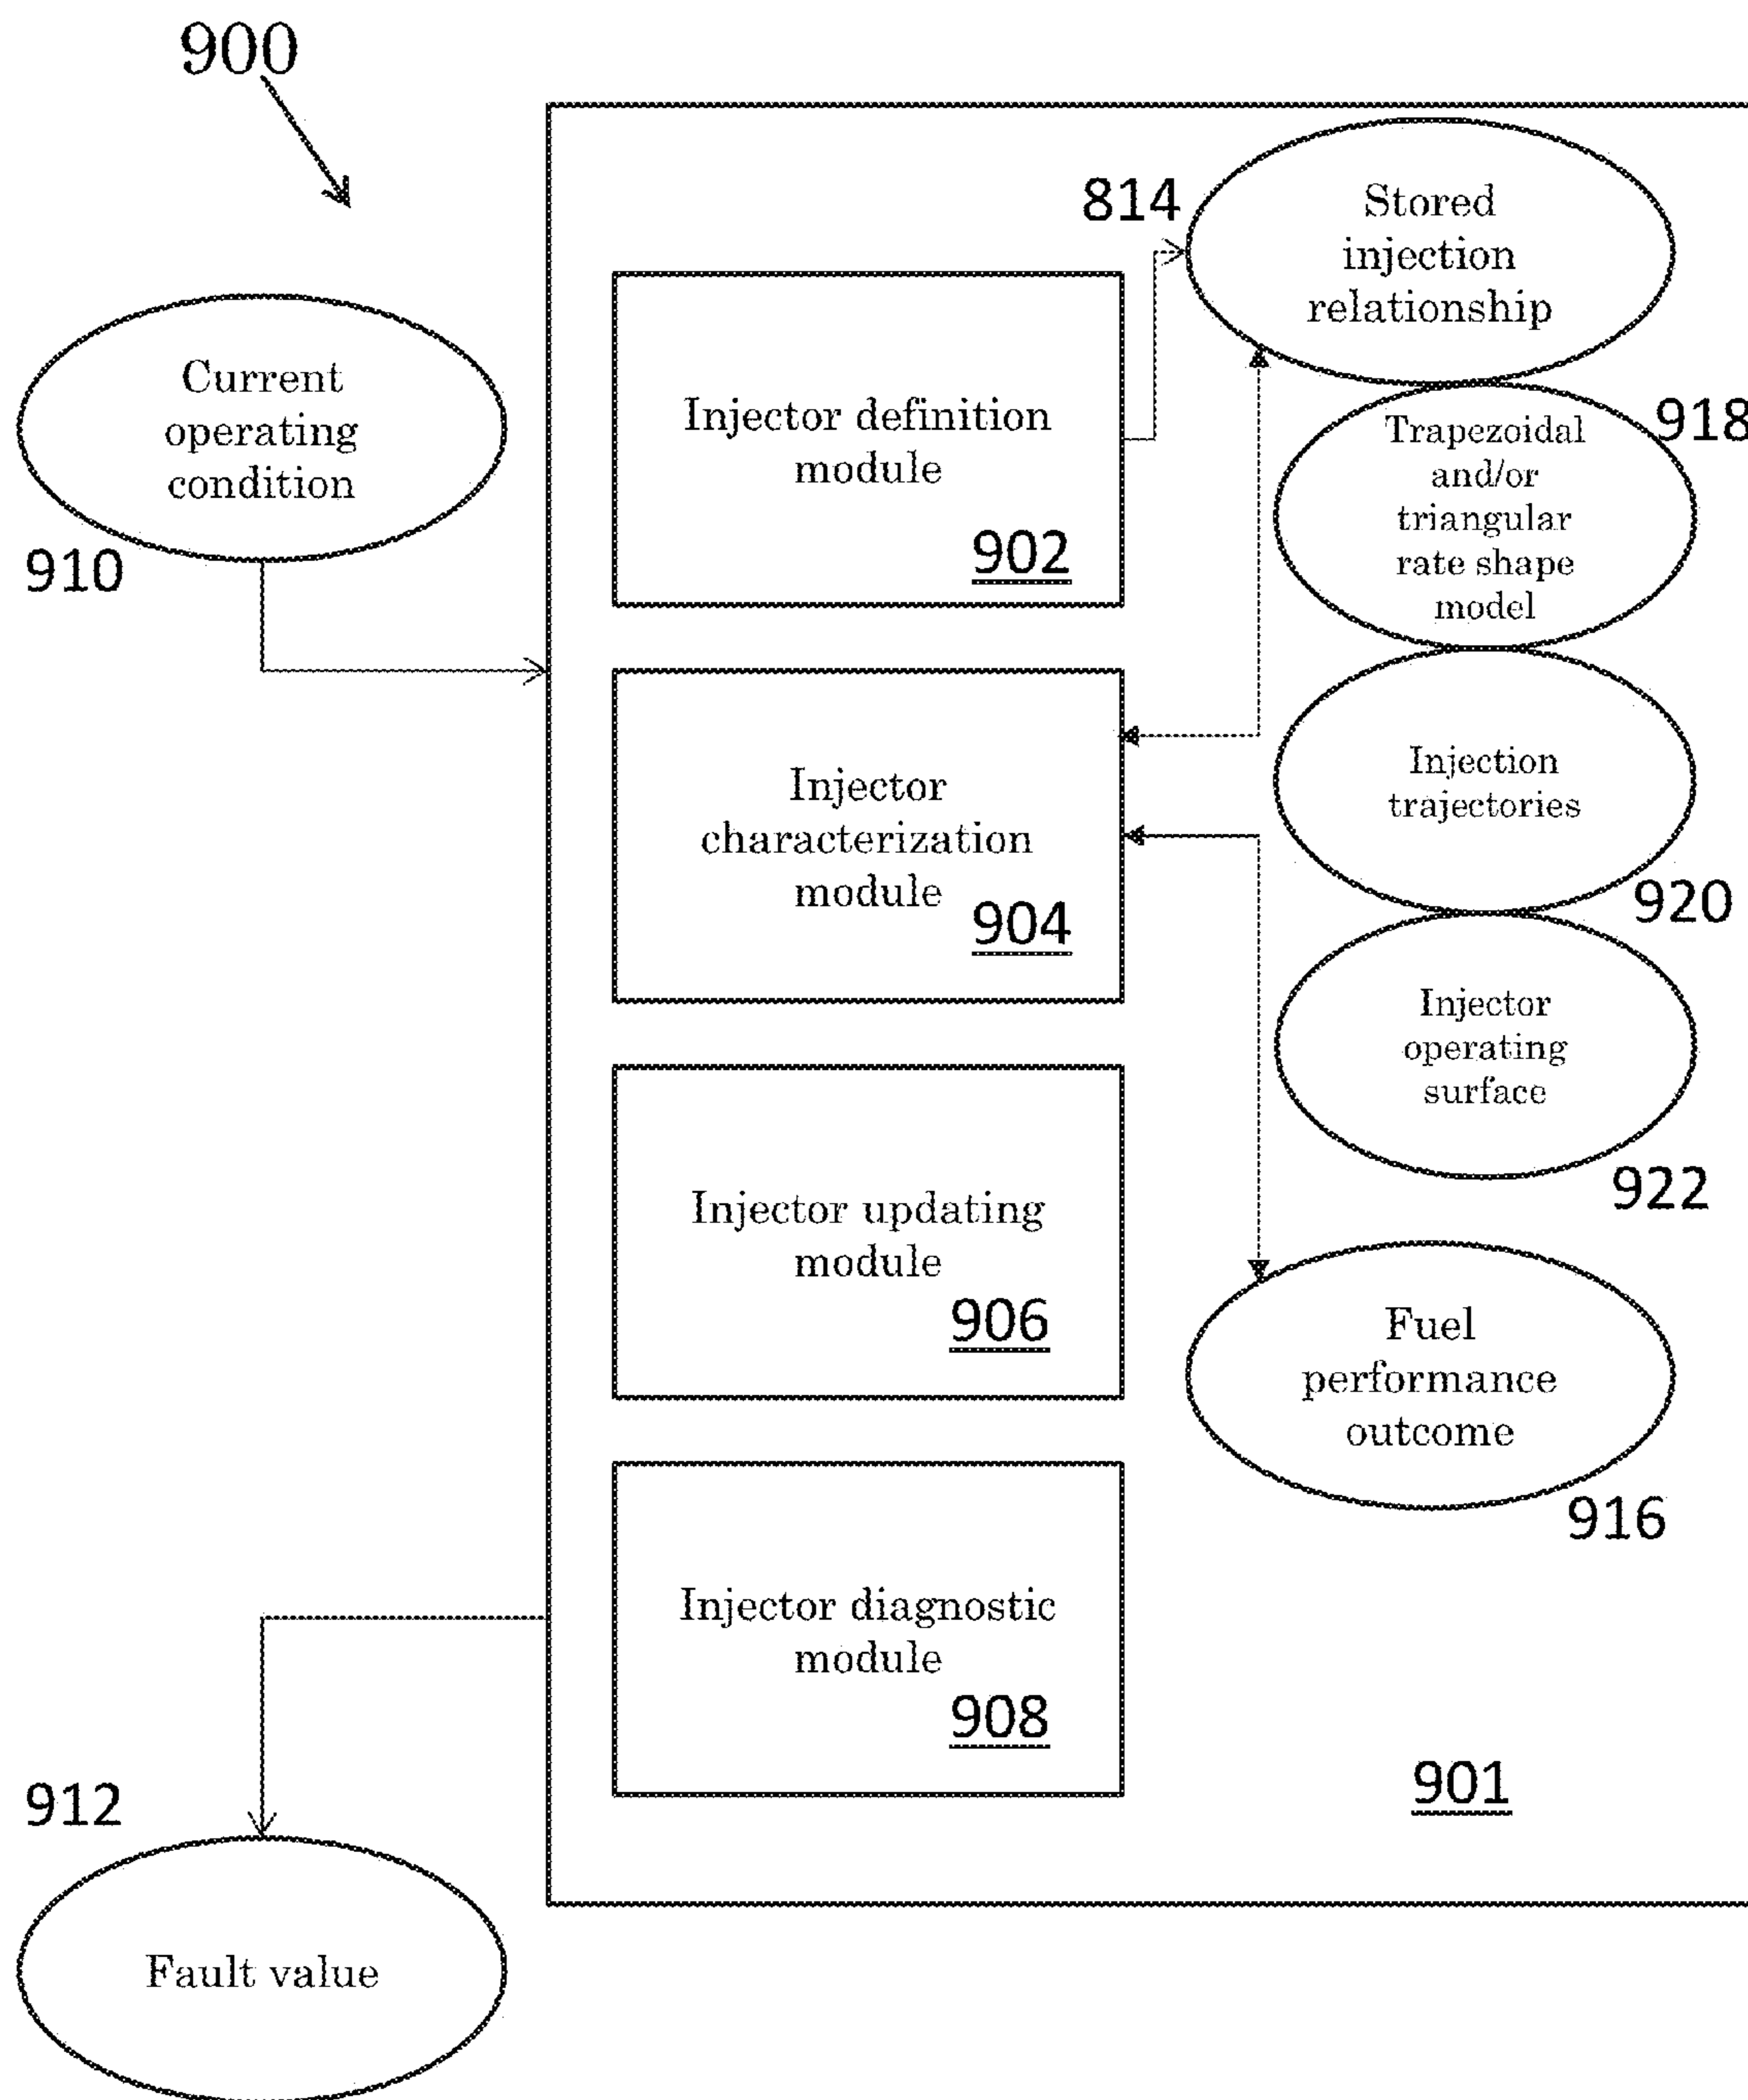 900
814
Stored
injection
relationship
Current
operating
condition
910
Injector definition
module
902
918
Trapezoidal
and/or
triangular
rate shape
model
Injector
characterization
module
904
Injection
trajectories
920
Injector
operating
surface
922
Injector updating
module
906
Fuel
performance
outcome
916
Injector diagnostic
module
908
901
912
Fault value